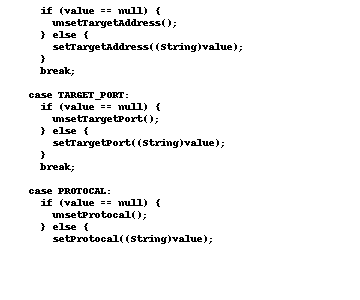 if (value == null) {
unsetTargetAddress();
} else {
setTargetAddress((String)value);
}
break;
case TARGET_PORT:
if (value == null) {
unsetTargetPort();
} else {
setTargetPort((String)value);
}
break;
case PROTOCAL:
if (value == null) {
unsetProtocal();
} else {
setProtocal((String)value);